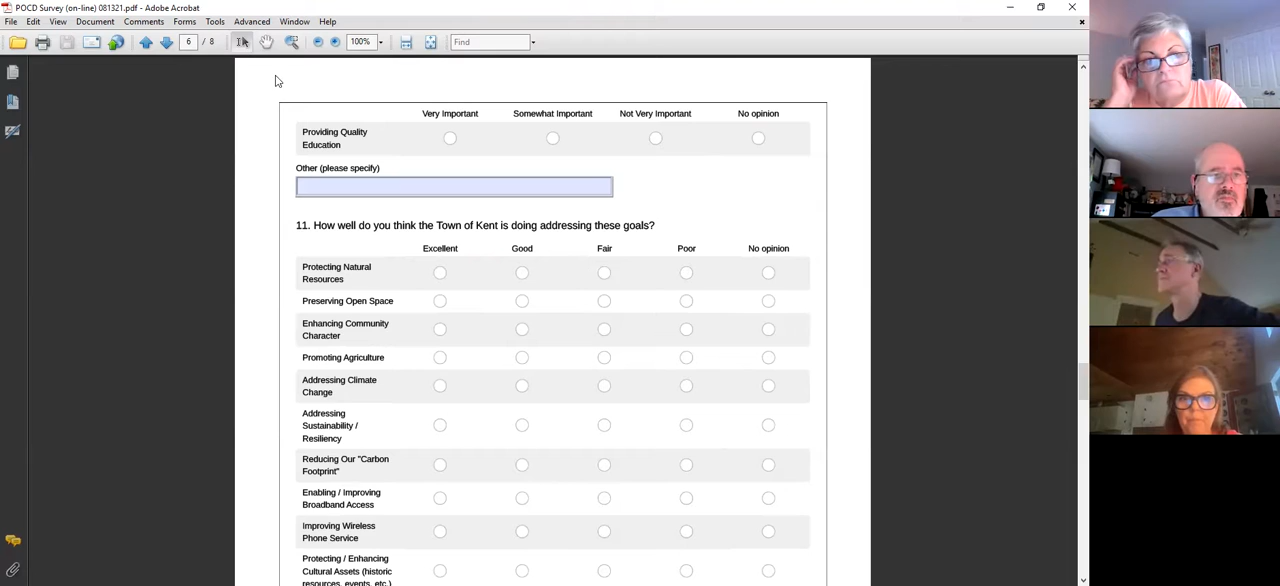 POCD Survey (on-line) 081321.pdf - Adobe Acrobat
File Edit View Document Comments Forms Tools Advanced Window Help
6 / 8 100% Find
Very Important Somewhat Important Not Very Important No opinion
Providing Quality
Education
Other (please specify)
11. How well do you think the Town of Kent is doing addressing these goals?
Excellent Good Fair Poor No opinion
Protecting Natural
Resources
Preserving Open Space
Enhancing Community
Character
Promoting Agriculture
Addressing Climate
Change
Addressing
Sustainability /
Resiliency
Reducing Our "Carbon
Footprint"
Enabling / Improving
Broadband Access
Improving Wireless
Phone Service
Protecting / Enhancing
Cultural Assets (historic
resources, events, etc.)